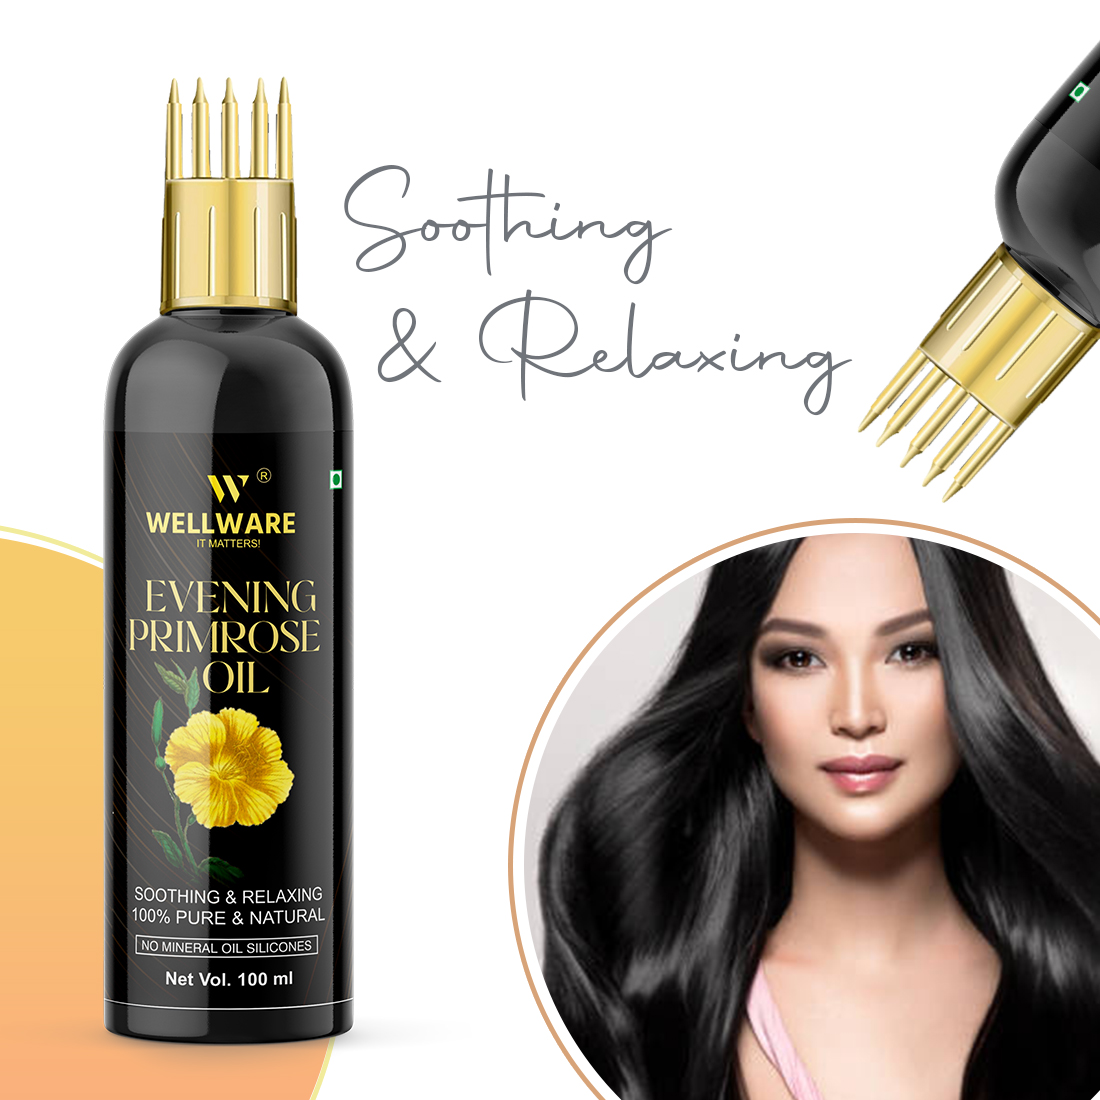 Soothing
& Relaxing
W ®
WELLWARE
IT MATTERS!
EVENING
PRIMROSE
OIL
SOOTHING & RELAXING
100% PURE & NATURAL
NO MINERAL OIL SILICONES
Net Vol. 100 ml